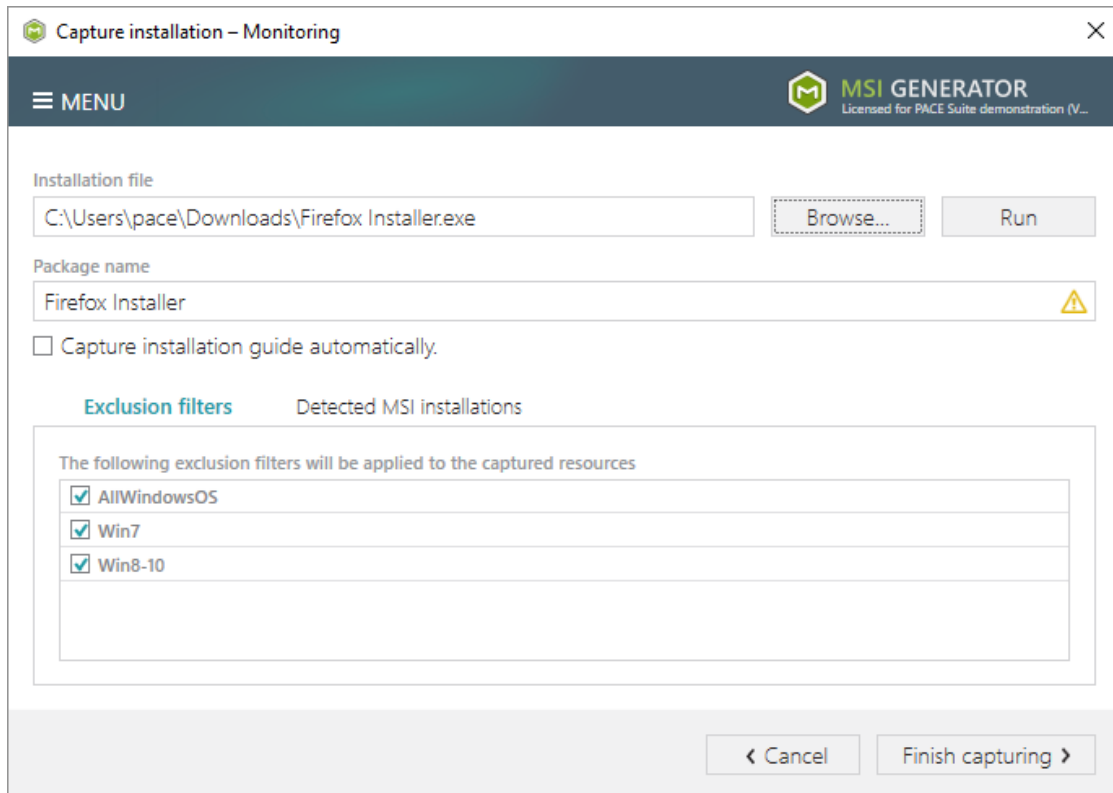 Capture installation – Monitoring
MENU
MSI GENERATOR
Licensed for PACE Suite demonstration (V...
Installation file
C:\Users\pace\Downloads\Firefox Installer.exe
Browse...
Run
Package name
Firefox Installer
Capture installation guide automatically.
Exclusion filters
Detected MSI installations
The following exclusion filters will be applied to the captured resources
AllWindowsOS
Win7
Win8-10
Cancel
Finish capturing